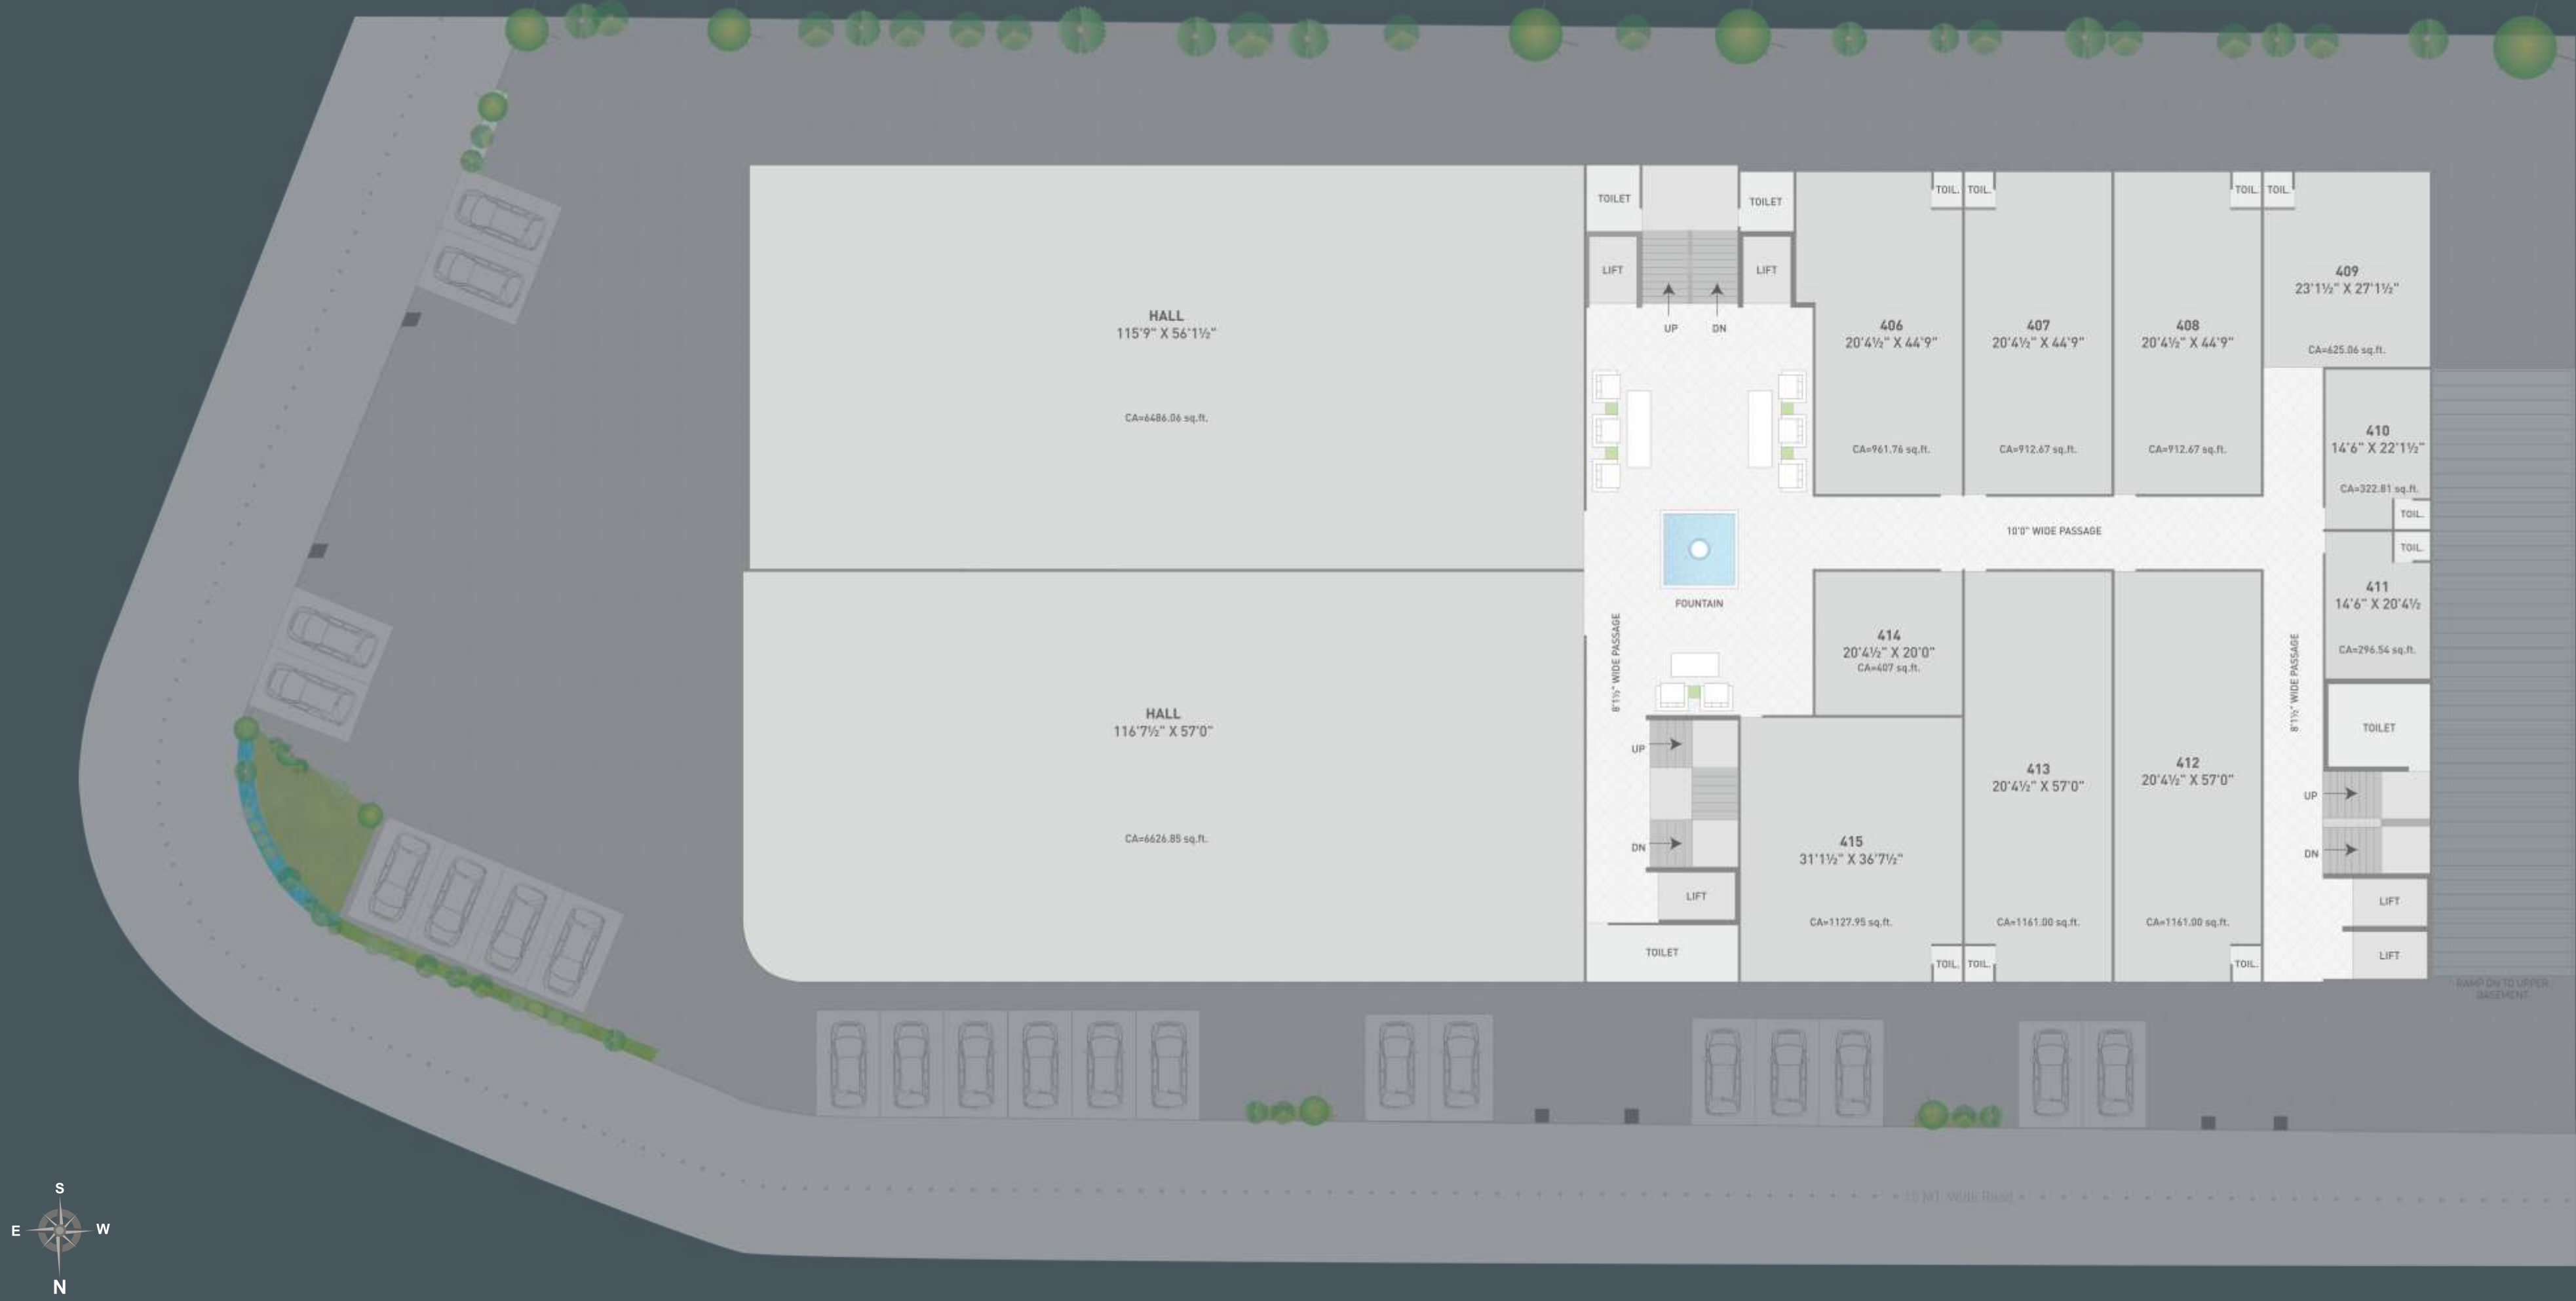 TOILET
TOILET
TOIL.
TOIL.
TOIL.
TOIL.
LIFT
LIFT
UP
DN
HALL
115'9" X 56'1½"
CA=6486.06 sq.ft.
406
20'4½" X 44'9"
CA=961.76 sq.ft.
407
20'4½" X 44'9"
CA=912.67 sq.ft.
408
20'4½" X 44'9"
CA=912.67 sq.ft.
409
23'1½" X 27'1½"
CA=625.06 sq.ft.
410
14'6" X 22'1½"
CA=322.81 sq.ft.
TOIL.
TOIL.
10'0" WIDE PASSAGE
FOUNTAIN
411
14'6" X 20'4½
CA=296.54 sq.ft.
8'1½" WIDE PASSAGE
8'1½" WIDE PASSAGE
414
20'4½" X 20'0"
CA=407 sq.ft.
HALL
116'7½" X 57'0"
CA=6626.85 sq.ft.
TOILET
UP
DN
LIFT
TOILET
415
31'1½" X 36'7½"
CA=1127.95 sq.ft.
413
20'4½" X 57'0"
CA=1161.00 sq.ft.
412
20'4½" X 57'0"
CA=1161.00 sq.ft.
UP
DN
LIFT
LIFT
TOIL.
TOIL.
TOIL.
RAMP DN TO UPPER
BASEMENT
15 MT. Wide Road
S
E
W
N